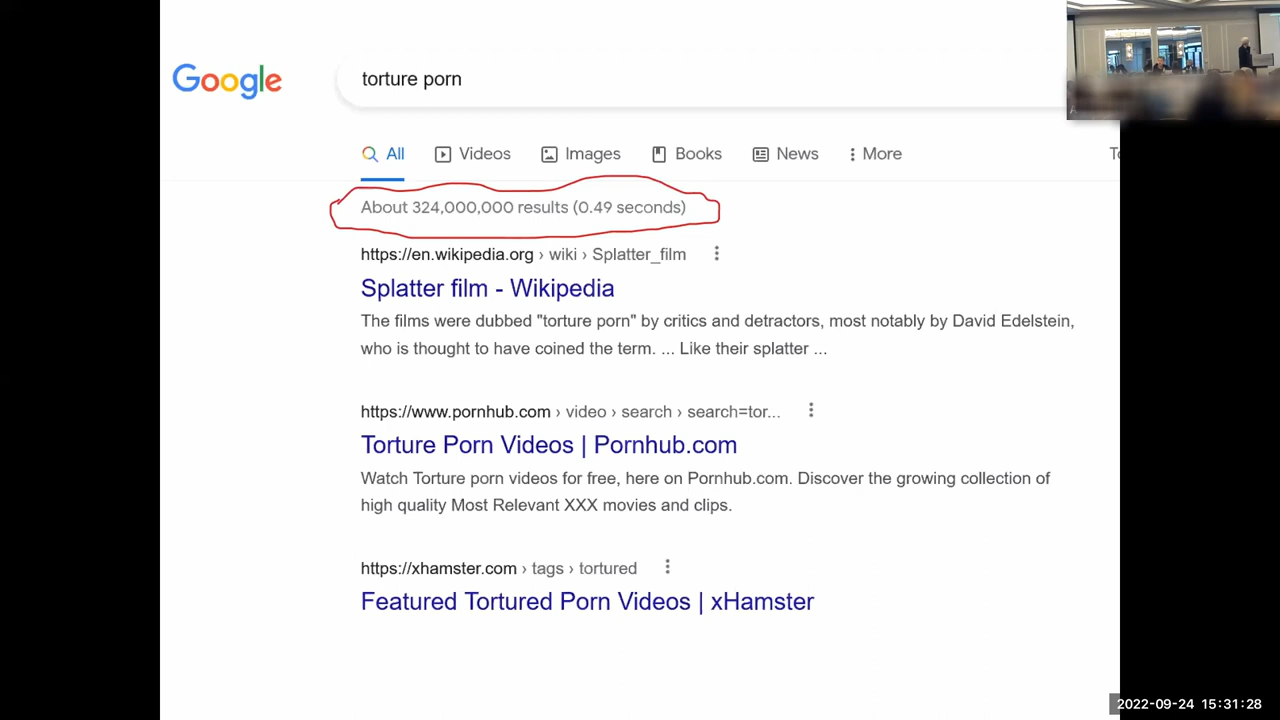 Google
torture porn
All Videos Images Books News More To
About 324,000,000 results (0.49 seconds)
https://en.wikipedia.org › wiki › Splatter_film
Splatter film - Wikipedia
The films were dubbed "torture porn" by critics and detractors, most notably by David Edelstein,
who is thought to have coined the term. ... Like their splatter ...
https://www.pornhub.com › video › search › search=tor...
Torture Porn Videos | Pornhub.com
Watch Torture porn videos for free, here on Pornhub.com. Discover the growing collection of
high quality Most Relevant XXX movies and clips.
https://xhamster.com › tags › tortured
Featured Tortured Porn Videos | xHamster
2022-09-24 15:31:28